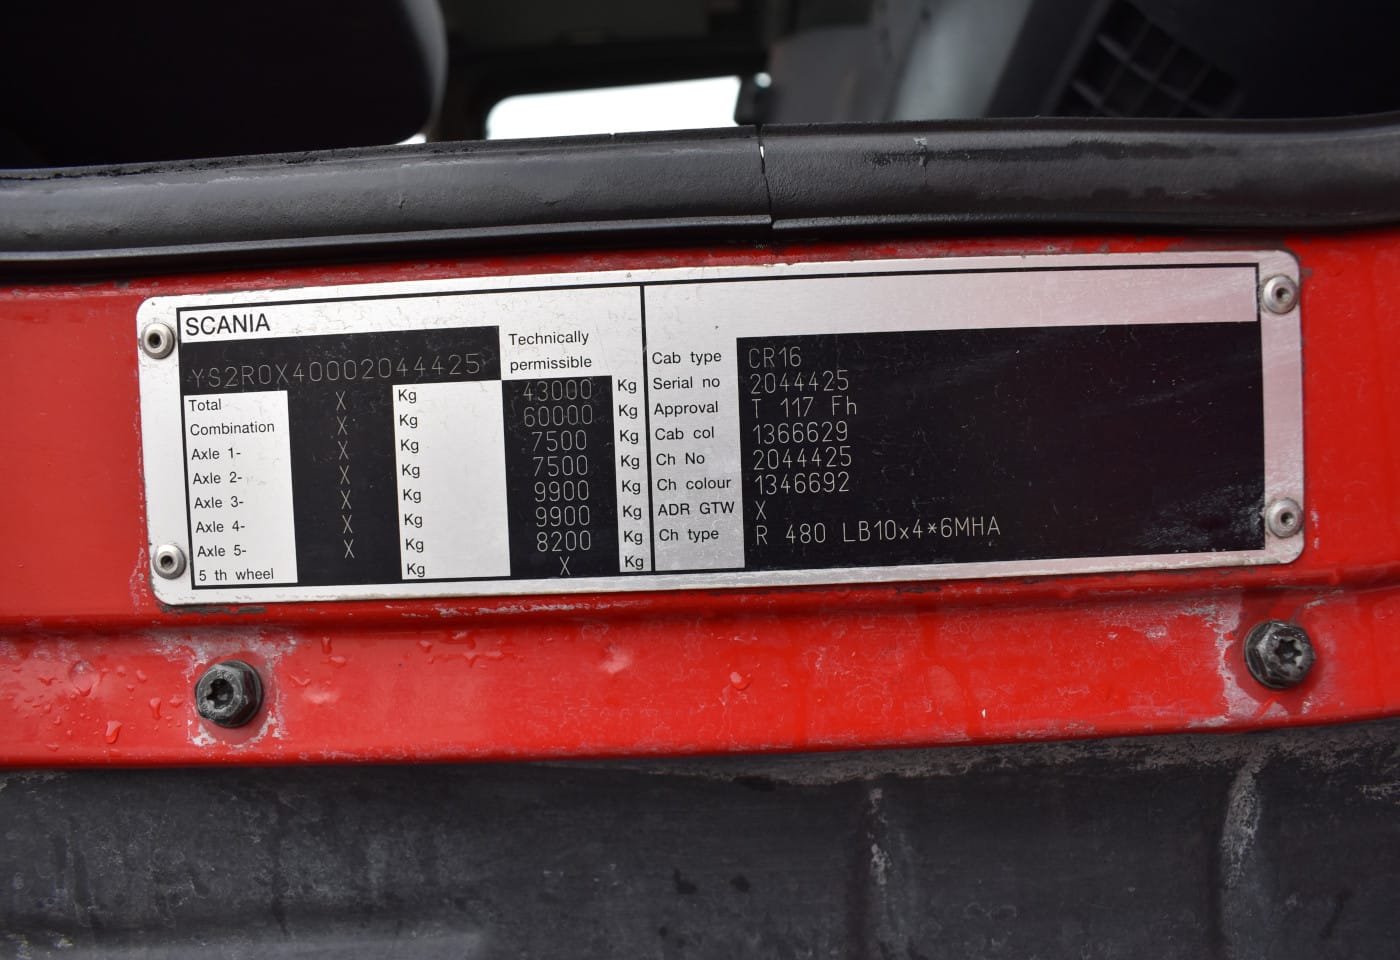 SCANIA
Technically
permissible
YS2R0X40002044425
Total X Kg 43000 Kg
Combination X Kg 60000 Kg
Axle 1- X Kg 7500 Kg
Axle 2- X Kg 7500 Kg
Axle 3- X Kg 9900 Kg
Axle 4- X Kg 9900 Kg
Axle 5- X Kg 8200 Kg
5 th wheel Kg X Kg
Cab type CR16
Serial no 2044425
Approval T 117 Fh
Cab col 1366629
Ch No 2044425
Ch colour 1346692
ADR GTW X
Ch type R 480 LB10x4*6MHA